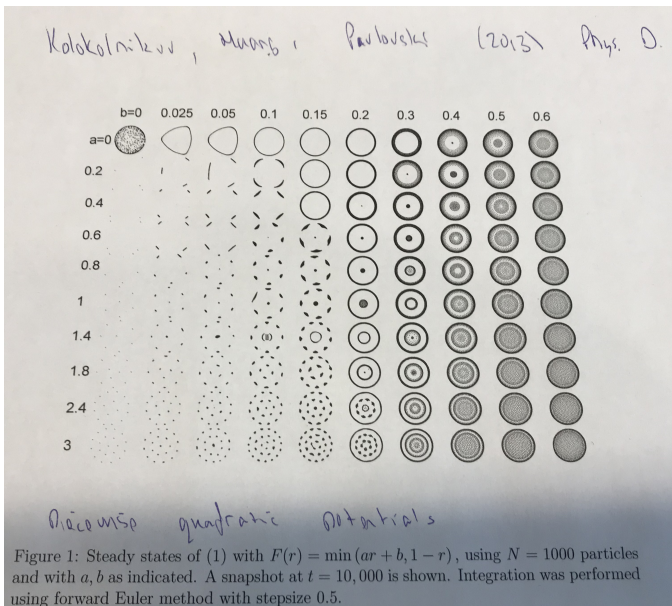 Kolokolnikov, Huang, Pavlovski (2013) Phys. D.
b=0 0.025 0.05 0.1 0.15 0.2 0.3 0.4 0.5 0.6
a=0
0.2
0.4
0.6
0.8
1
1.4
1.8
2.4
3
Piecewise quadratic potentials
Figure 1: Steady states of (1) with F(r) = min (ar + b, 1 − r), using N = 1000 particles
and with a, b as indicated. A snapshot at t = 10, 000 is shown. Integration was performed
using forward Euler method with stepsize 0.5.